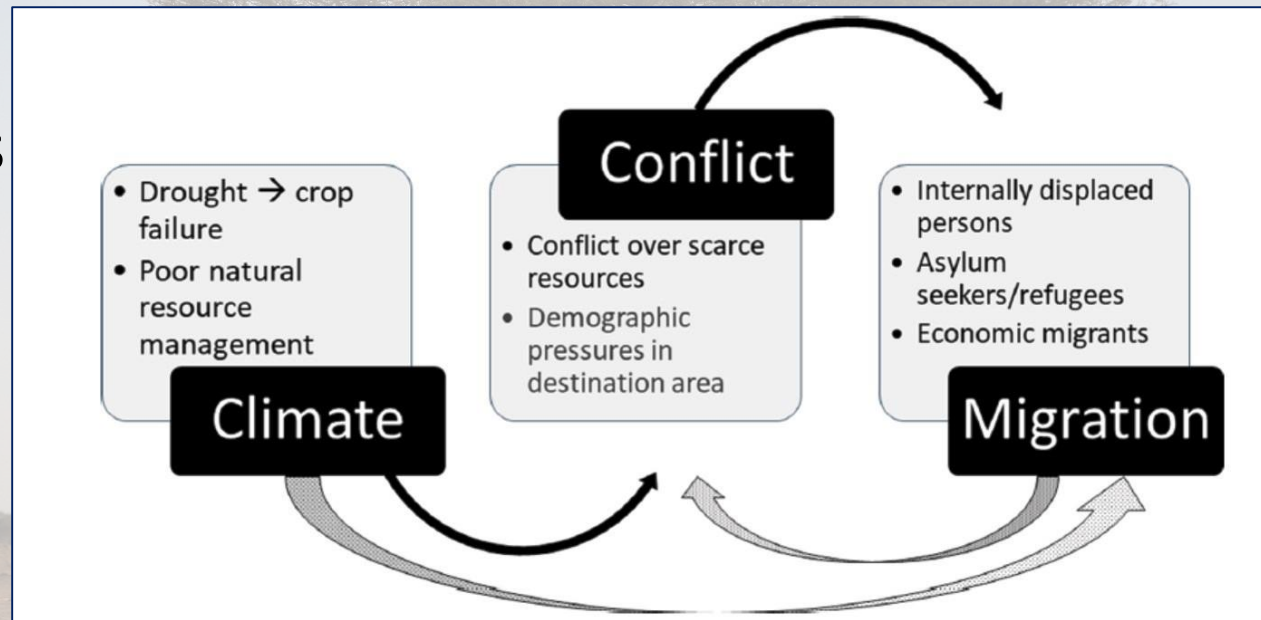 • Drought → crop
failure
• Poor natural
resource
management
Climate
Conflict
• Conflict over scarce
resources
• Demographic
pressures in
destination area
• Internally displaced
persons
• Asylum
seekers/refugees
• Economic migrants
Migration